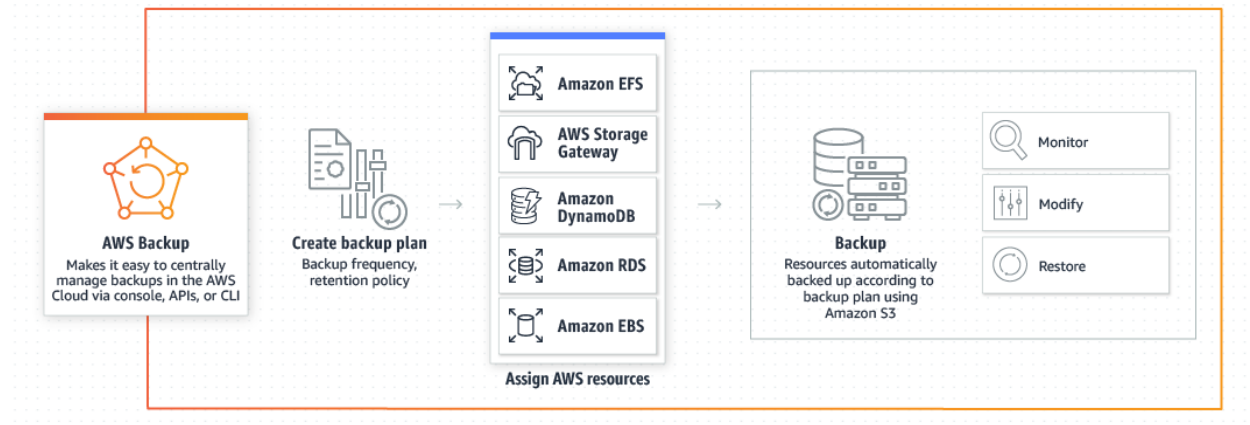 AWS Backup
Makes it easy to centrally
manage backups in the AWS
Cloud via console, APIs, or CLI
Create backup plan
Backup frequency,
retention policy
Amazon EFS
AWS Storage
Gateway
Amazon
DynamoDB
Amazon RDS
Amazon EBS
Assign AWS resources
Backup
Resources automatically
backed up according to
backup plan using
Amazon S3
Monitor
Modify
Restore